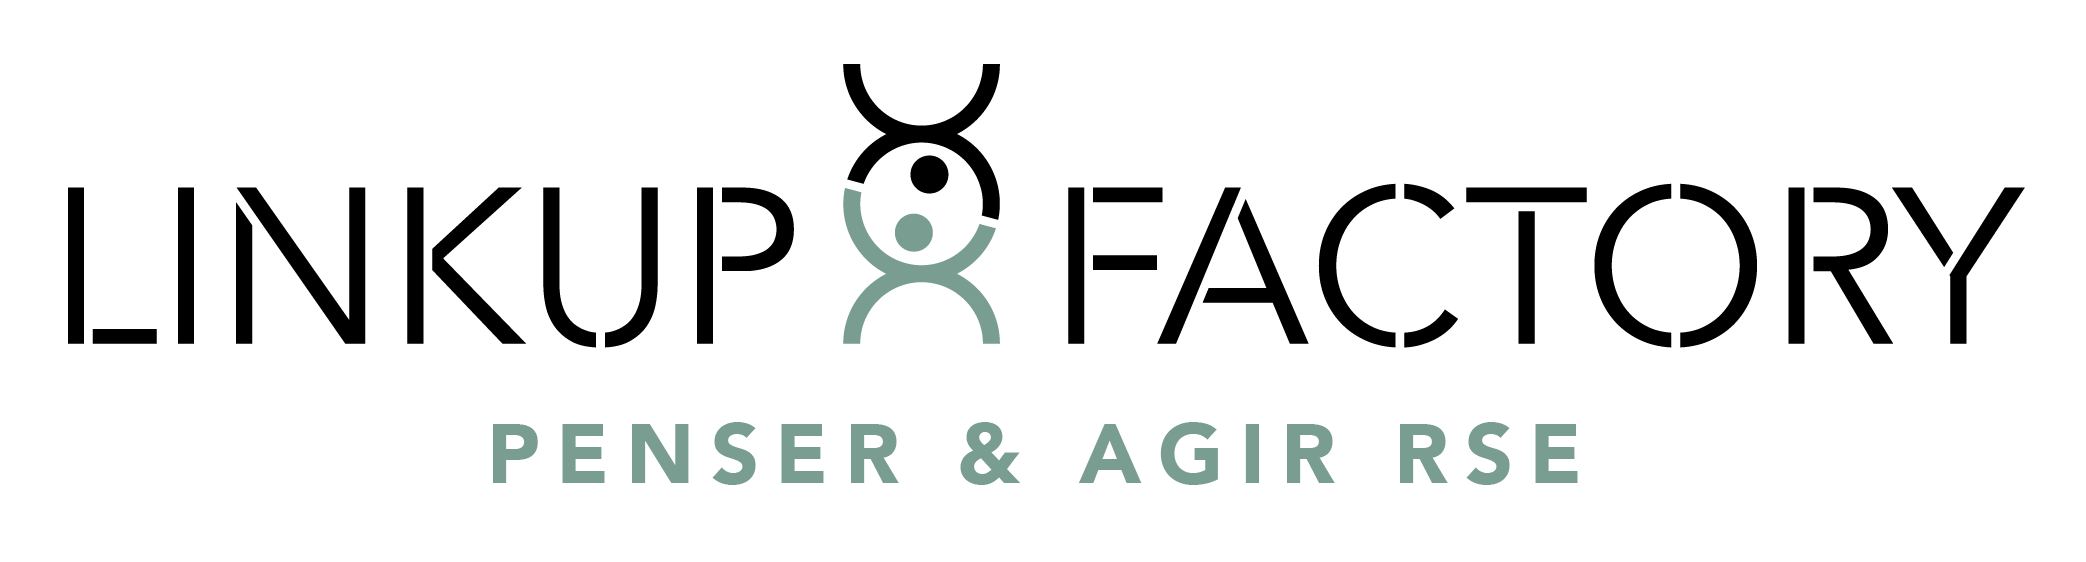 LINKUP FACTORY
PENSER & AGIR RSE